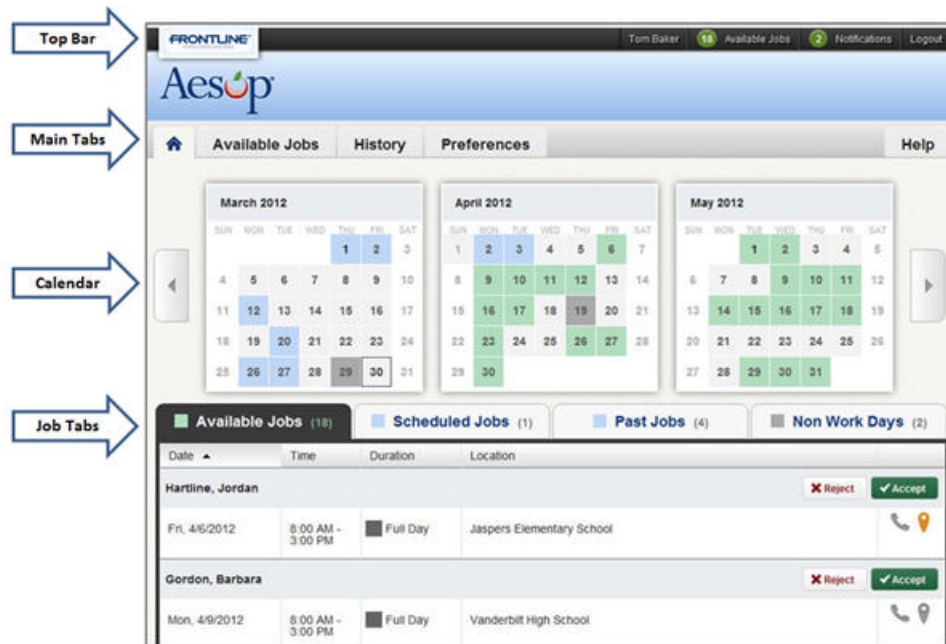 Top Bar
FRONTLINE
Tom Baker 18 Available Jobs 2 Notifications Logout
Aesop
Main Tabs
Available Jobs History Preferences Help
March 2012 April 2012 May 2012
SUN MON TUE WED THU FRI SAT SUN MON TUE WED THU FRI SAT SUN MON TUE WED THU FRI SAT
1 2 3 1 2 3 4 5 6 7 1 2 3 4 5
Calendar
4 5 6 7 8 9 10 8 9 10 11 12 13 14 6 7 8 9 10 11 12
11 12 13 14 15 16 17 15 16 17 18 19 20 21 13 14 15 16 17 18 19
18 19 20 21 22 23 24 22 23 24 25 26 27 28 20 21 22 23 24 25 26
25 26 27 28 29 30 31 29 30 27 28 29 30 31
Job Tabs
Available Jobs (18) Scheduled Jobs (1) Past Jobs (4) Non Work Days (2)
Date Time Duration Location
Hartline, Jordan Reject Accept
Fri, 4/6/2012 8:00 AM - Full Day Jaspers Elementary School
3:00 PM
Gordon, Barbara Reject Accept
Mon, 4/9/2012 8:00 AM - Full Day Vanderbilt High School
3:00 PM